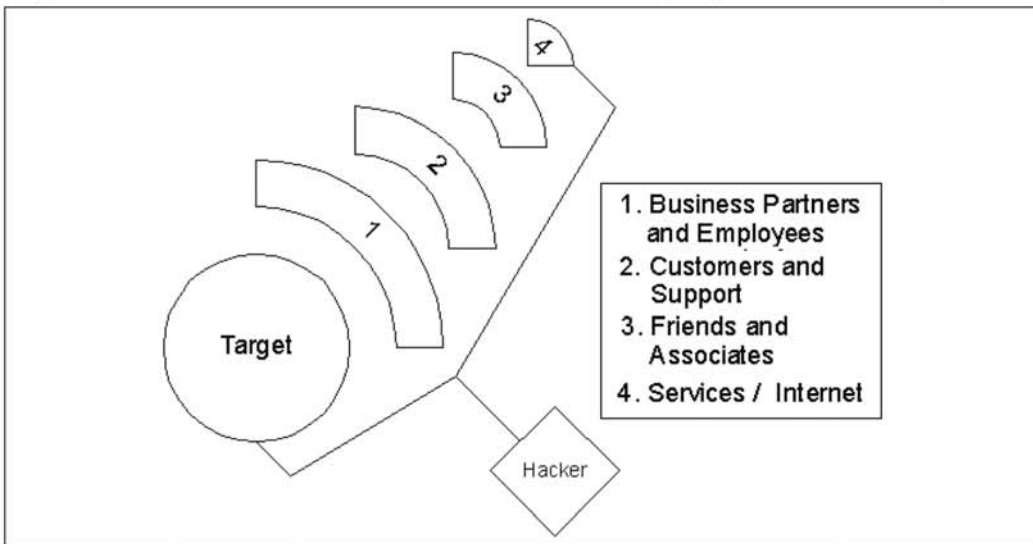 4
3
2
1
Target
Hacker
1. Business Partners
and Employees
2. Customers and
Support
3. Friends and
Associates
4. Services / Internet